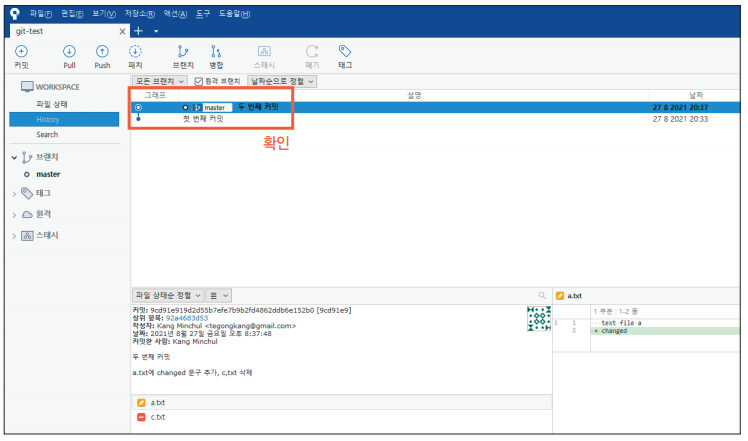 파일(F) 편집(E) 보기(V) 저장소(R) 액션(A) 도구 도움말(H)
git-test X + ▾
커밋 Pull Push 패치 브랜치 병합 스태시 폐기 태그
WORKSPACE
파일 상태
History
Search
브랜치
master
태그
원격
스태시
모든 브랜치 원격 브랜치 날짜순으로 정렬
그래프 설명 날짜
master 두 번째 커밋 27 8 2021 20:37
첫 번째 커밋 27 8 2021 20:33
확인
파일 상태순 정렬
커밋: 9cd91e919d2d55b7efe7b9b2fd4862ddb6e152b0 [9cd91e9]
상위 항목: 92a4683d53
작성자: Kang Minchul <tegongkang@gmail.com>
날짜: 2021년 8월 27일 금요일 오후 8:37:48
커밋한 사람: Kang Minchul
두 번째 커밋
a.txt에 changed 문구 추가, c,txt 삭제
a.txt
c.txt
a.txt
1 부분 : 1-2 줄
1 1 text file a
2 + changed